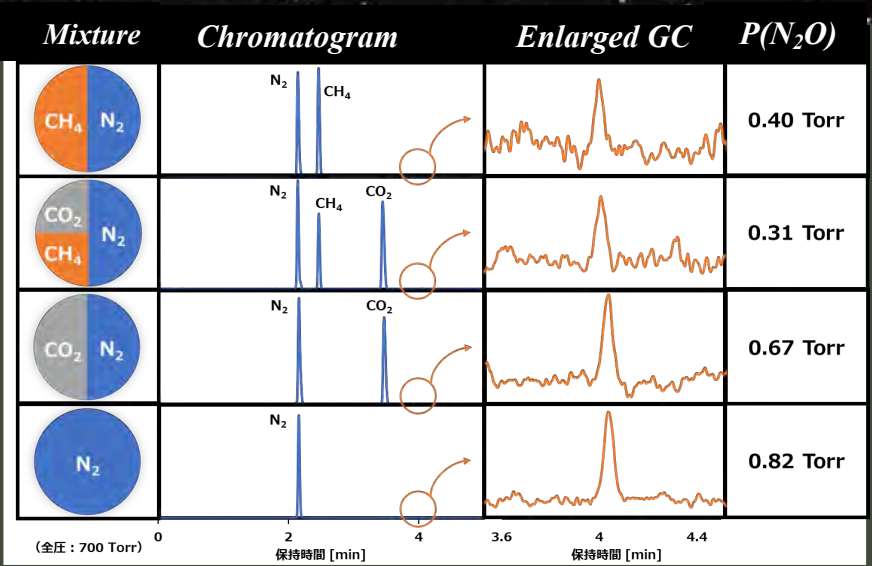 Mixture Chromatogram Enlarged GC P(N₂O)
CH₄ N₂
N₂
CH₄
0.40 Torr
CO₂
CH₄
N₂
N₂
CH₄
CO₂
0.31 Torr
CO₂ N₂
N₂
CO₂
0.67 Torr
N₂
N₂
0.82 Torr
0 2 4
3.6 4 4.4
(全圧:700 Torr)
保持時間 [min]
保持時間 [min]